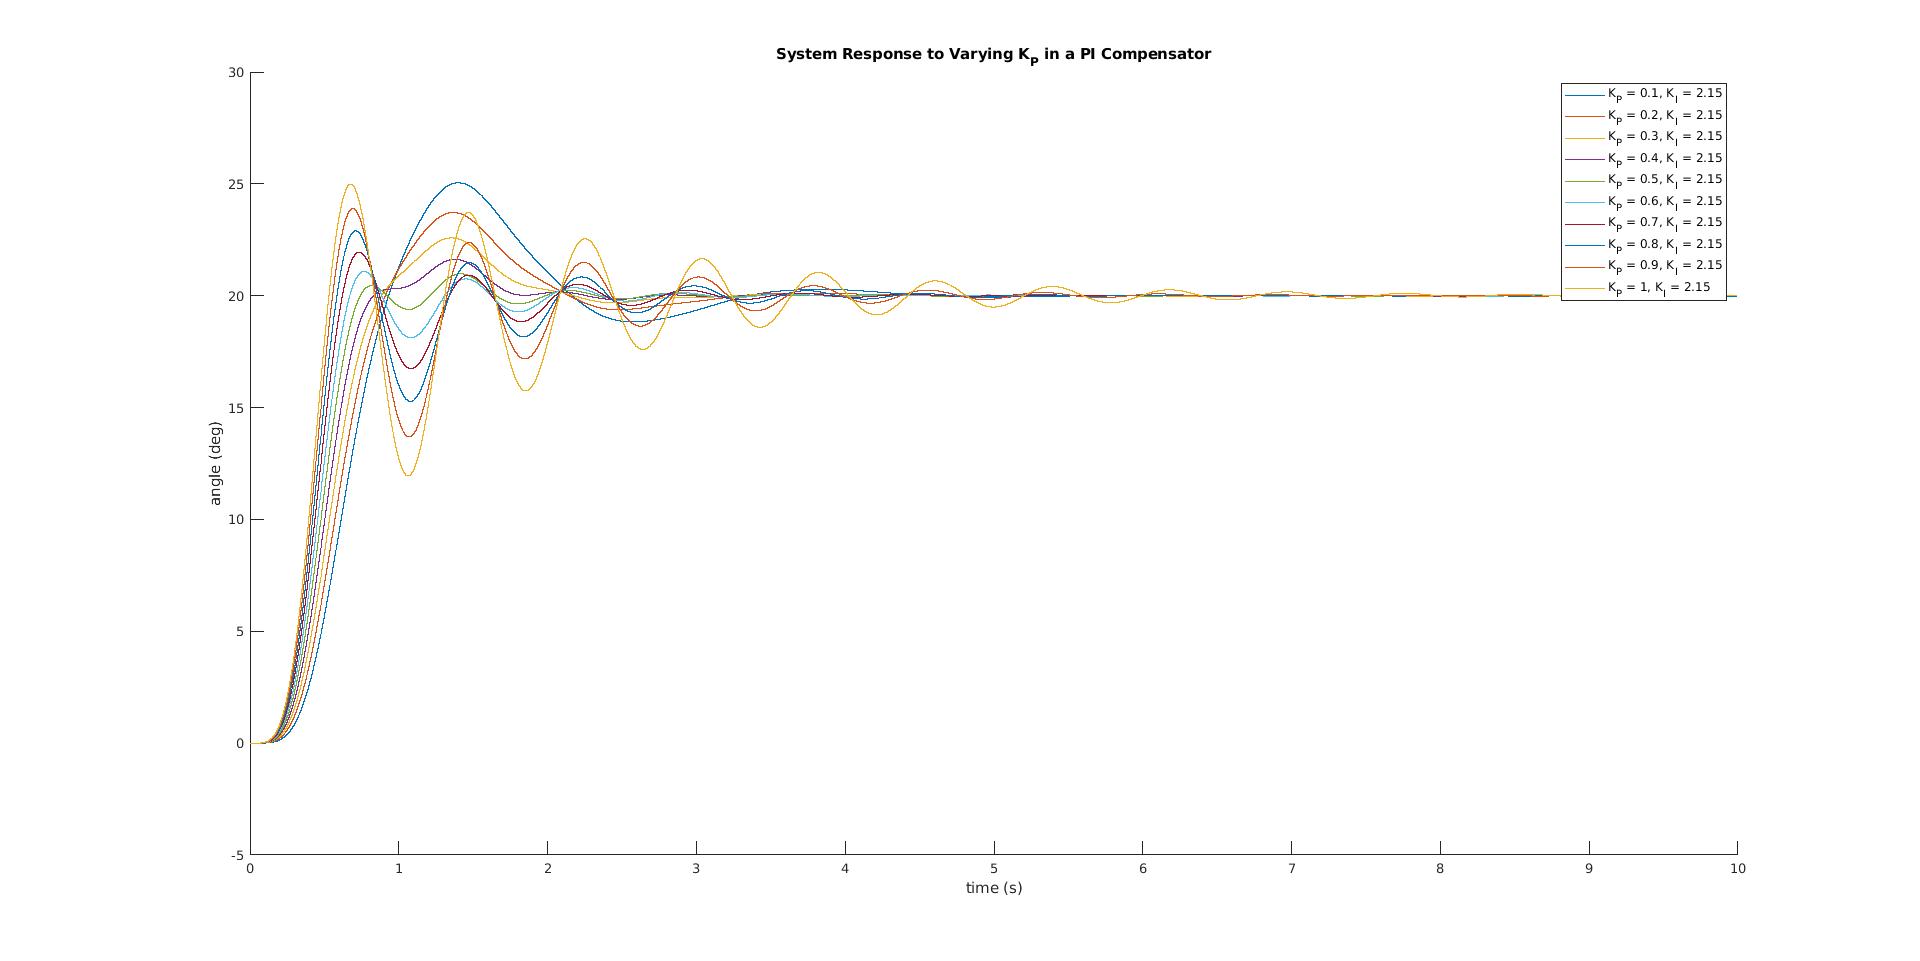 System Response to Varying K_P in a PI Compensator
30
25
20
15
10
5
0
-5
angle (deg)
0 1 2 3 4 5 6 7 8 9 10
time (s)
K_P = 0.1, K_I = 2.15
K_P = 0.2, K_I = 2.15
K_P = 0.3, K_I = 2.15
K_P = 0.4, K_I = 2.15
K_P = 0.5, K_I = 2.15
K_P = 0.6, K_I = 2.15
K_P = 0.7, K_I = 2.15
K_P = 0.8, K_I = 2.15
K_P = 0.9, K_I = 2.15
K_P = 1, K_I = 2.15